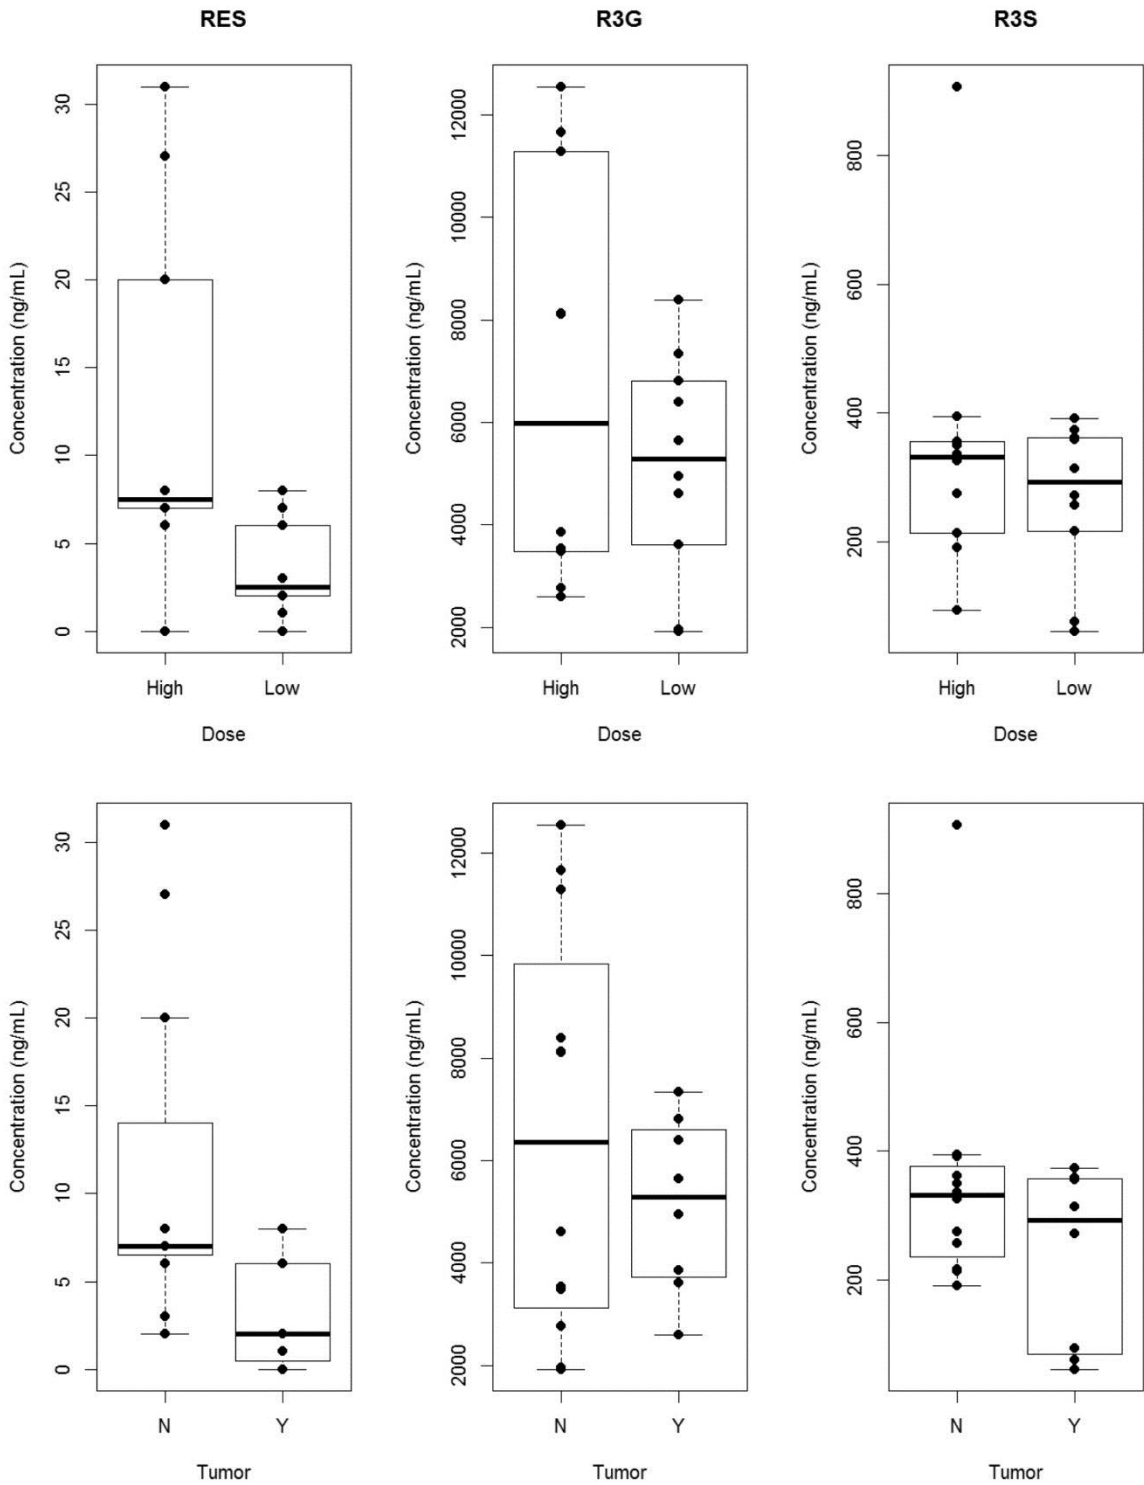 RES
R3G
R3S
Concentration (ng/mL)
0
5
10
15
20
25
30
High
Low
Dose
Concentration (ng/mL)
2000
4000
6000
8000
10000
12000
High
Low
Dose
Concentration (ng/mL)
200
400
600
800
High
Low
Dose
Concentration (ng/mL)
0
5
10
15
20
25
30
N
Y
Tumor
Concentration (ng/mL)
2000
4000
6000
8000
10000
12000
N
Y
Tumor
Concentration (ng/mL)
200
400
600
800
N
Y
Tumor